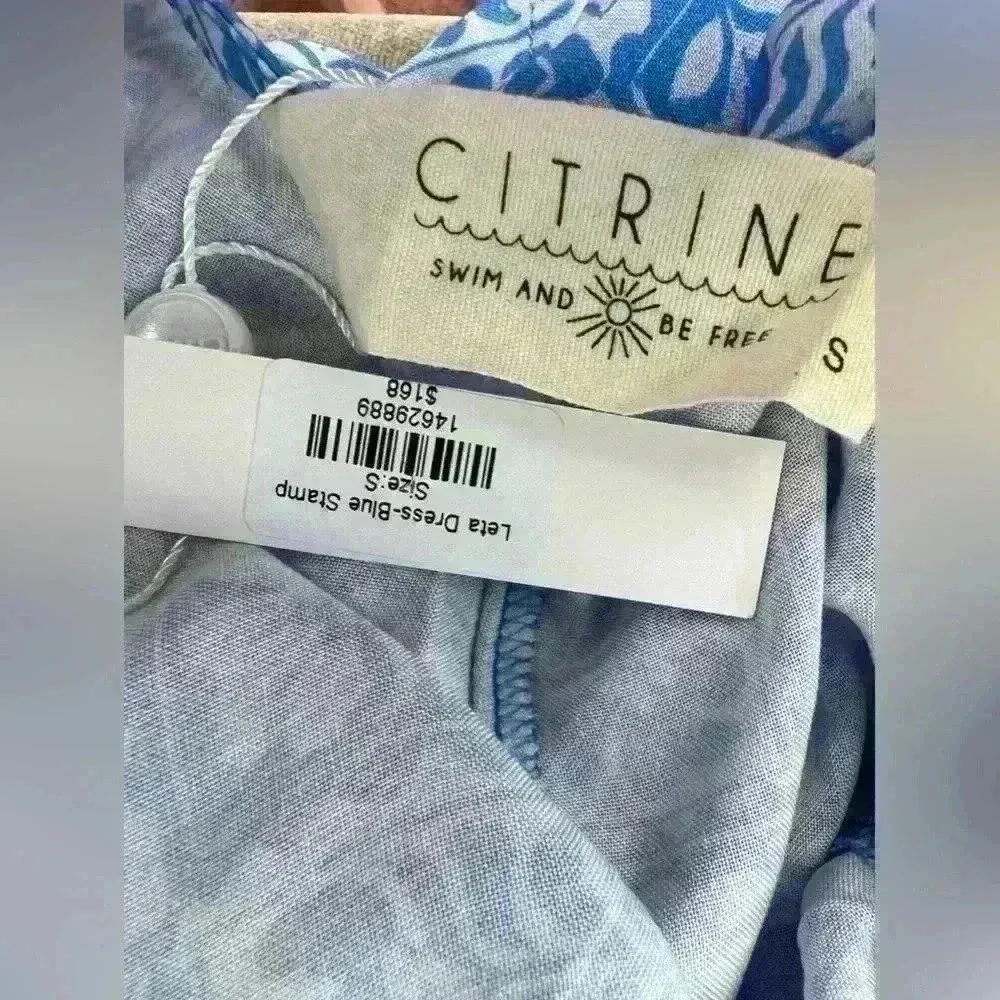 CITRINE
SWIM AND BE FREE
S
Leta Dress-Blue Stamp
Size:S
14629889
$168